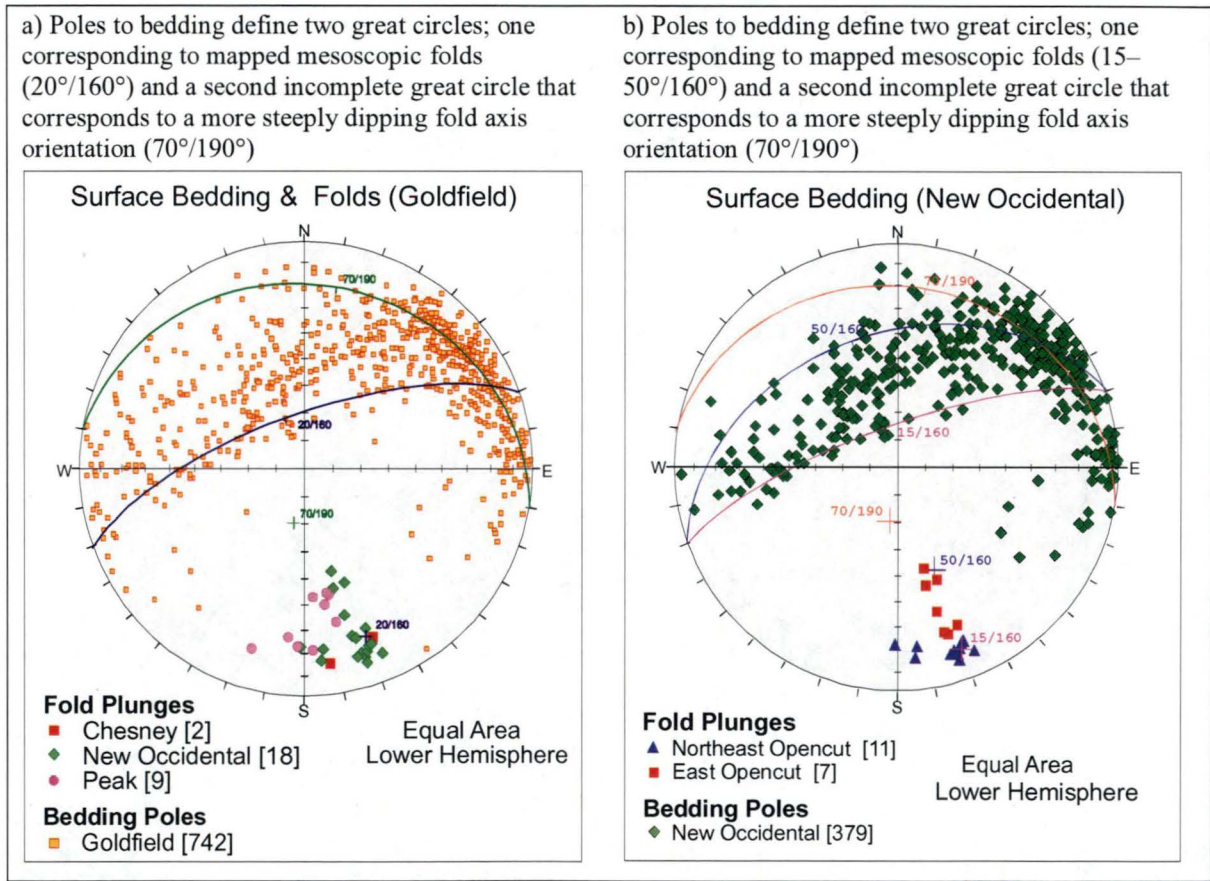 a) Poles to bedding define two great circles; one
corresponding to mapped mesoscopic folds
(20°/160°) and a second incomplete great circle that
corresponds to a more steeply dipping fold axis
orientation (70°/190°)
Surface Bedding & Folds (Goldfield)
N
70/190
20/160
W
E
70/190
20/160
S
Fold Plunges
Chesney [2]
New Occidental [18]
Peak [9]
Bedding Poles
Goldfield [742]
Equal Area
Lower Hemisphere
b) Poles to bedding define two great circles; one
corresponding to mapped mesoscopic folds (15–
50°/160°) and a second incomplete great circle that
corresponds to a more steeply dipping fold axis
orientation (70°/190°)
Surface Bedding (New Occidental)
N
70/190
50/160
15/160
W
E
70/190
50/160
15/160
S
Fold Plunges
Northeast Opencut [11]
East Opencut [7]
Bedding Poles
New Occidental [379]
Equal Area
Lower Hemisphere